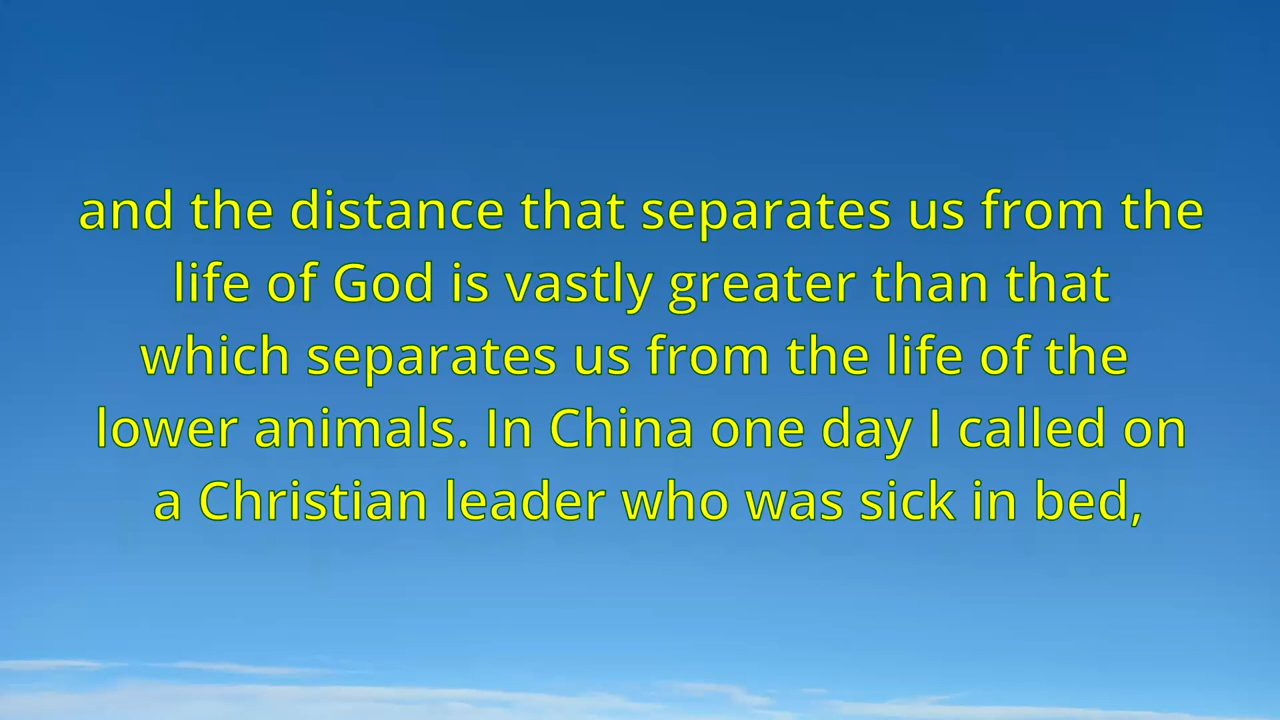 and the distance that separates us from the
life of God is vastly greater than that
which separates us from the life of the
lower animals. In China one day I called on
a Christian leader who was sick in bed,